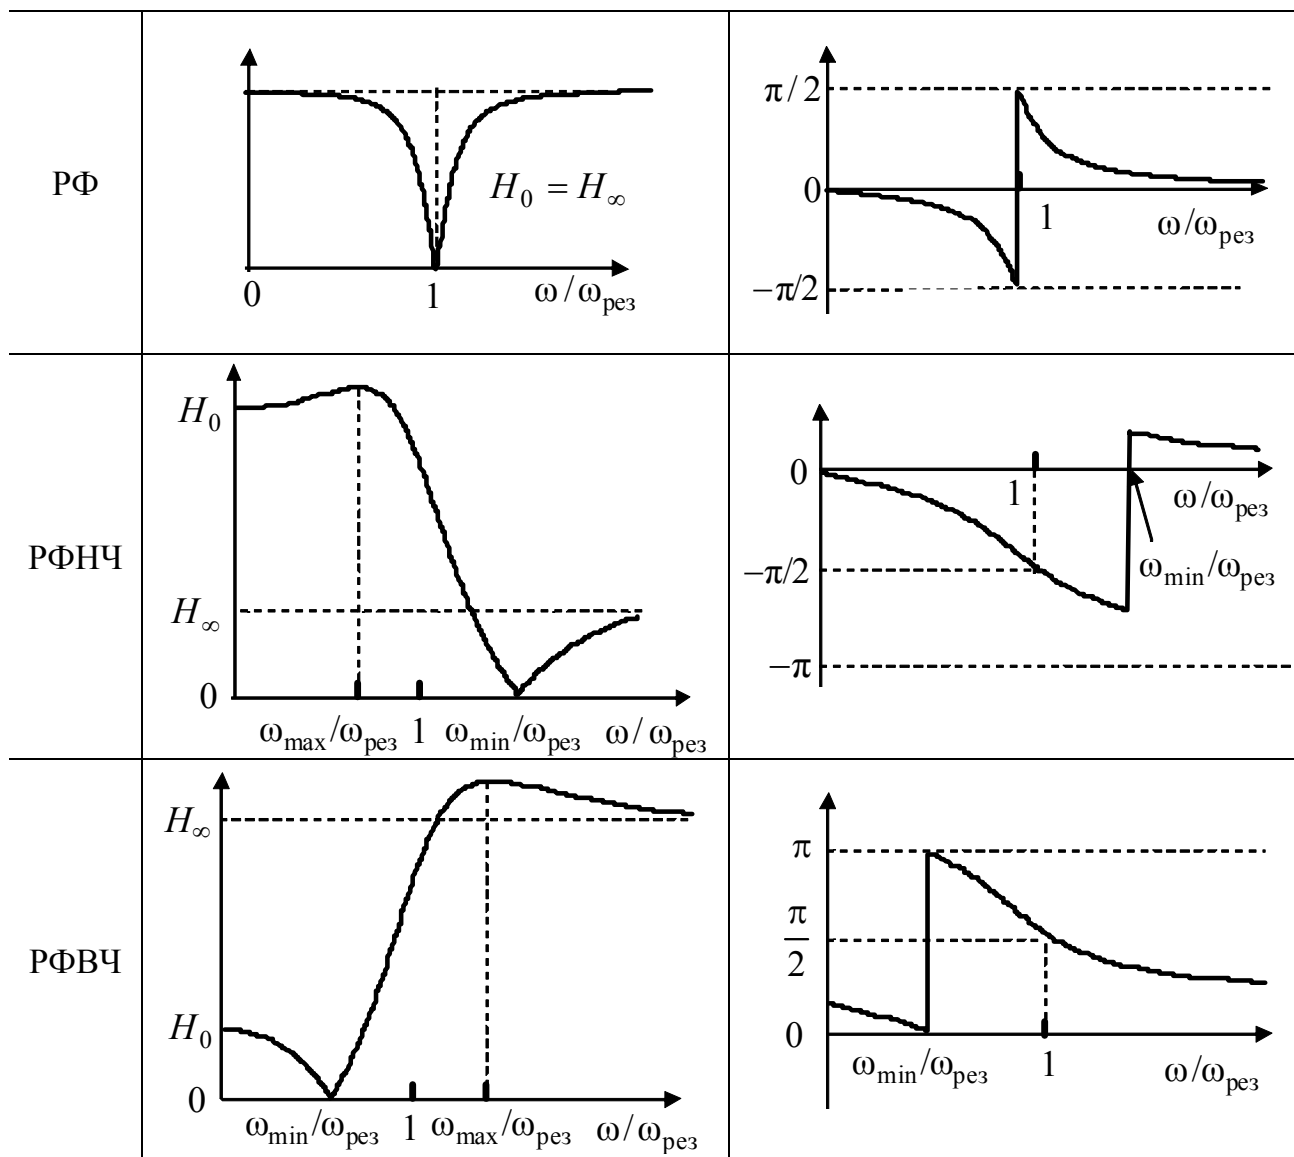 РФ
H₀ = H∞
0
1
ω/ωрез
π/2
0
1
ω/ωрез
−π/2
РФНЧ
H₀
H∞
0
ωmax/ωрез 1 ωmin/ωрез ω/ωрез
0
1
ω/ωрез
−π/2
ωmin/ωрез
−π
РФВЧ
H∞
H₀
0
ωmin/ωрез 1 ωmax/ωрез ω/ωрез
π
π
2
0
ωmin/ωрез 1 ω/ωрез